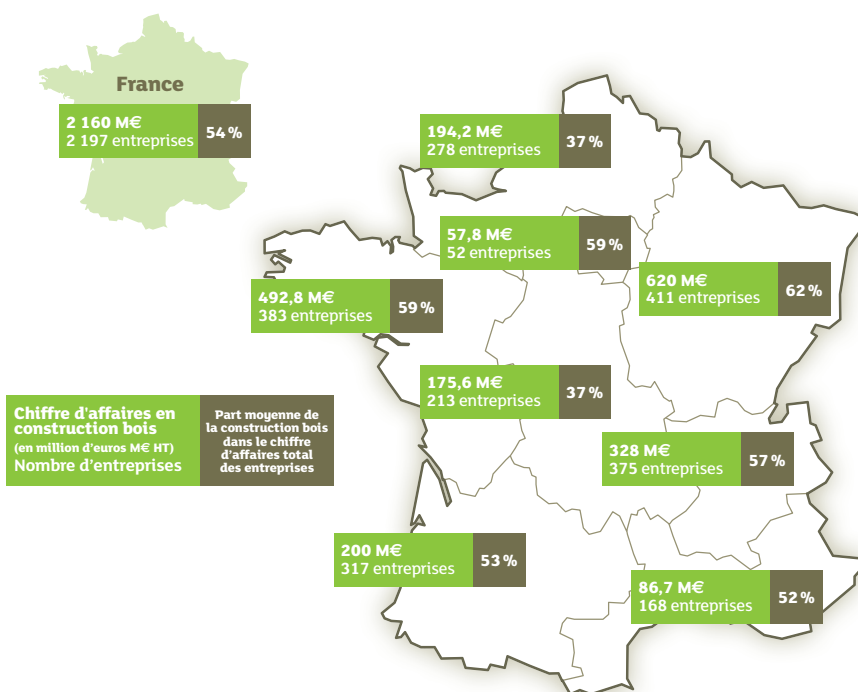 France
2 160 M€
2 197 entreprises
54 %
194,2 M€
278 entreprises
37 %
57,8 M€
52 entreprises
59 %
620 M€
411 entreprises
62 %
492,8 M€
383 entreprises
59 %
175,6 M€
213 entreprises
37 %
Chiffre d'affaires en
construction bois
(en million d'euros M€ HT)
Nombre d'entreprises
Part moyenne de
la construction bois
dans le chiffre
d'affaires total
des entreprises
328 M€
375 entreprises
57 %
200 M€
317 entreprises
53 %
86,7 M€
168 entreprises
52 %